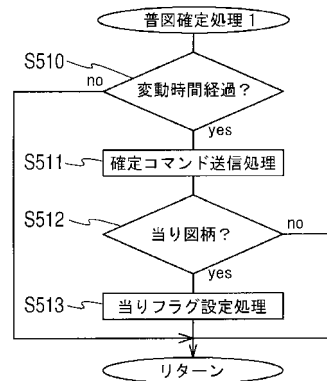 普図確定処理1
S510
no
変動時間経過?
yes
S511
確定コマンド送信処理
S512
no
当り図柄?
yes
S513
当りフラグ設定処理
リターン